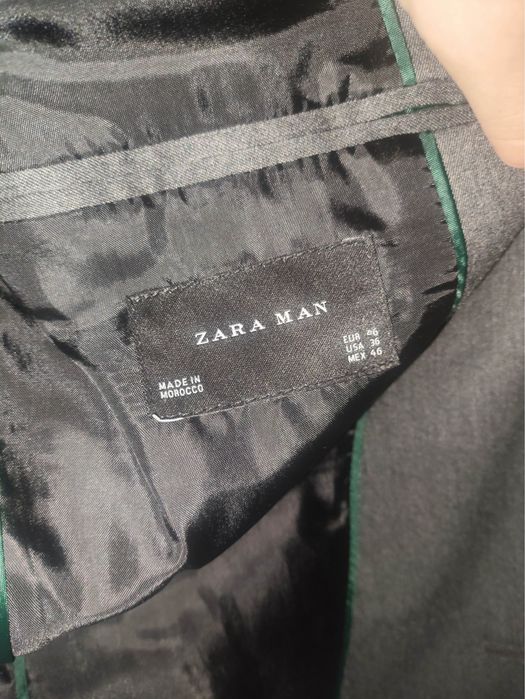 ZARA MAN
MADE IN
MOROCCO
EUR 46
USA 36
MEX 46